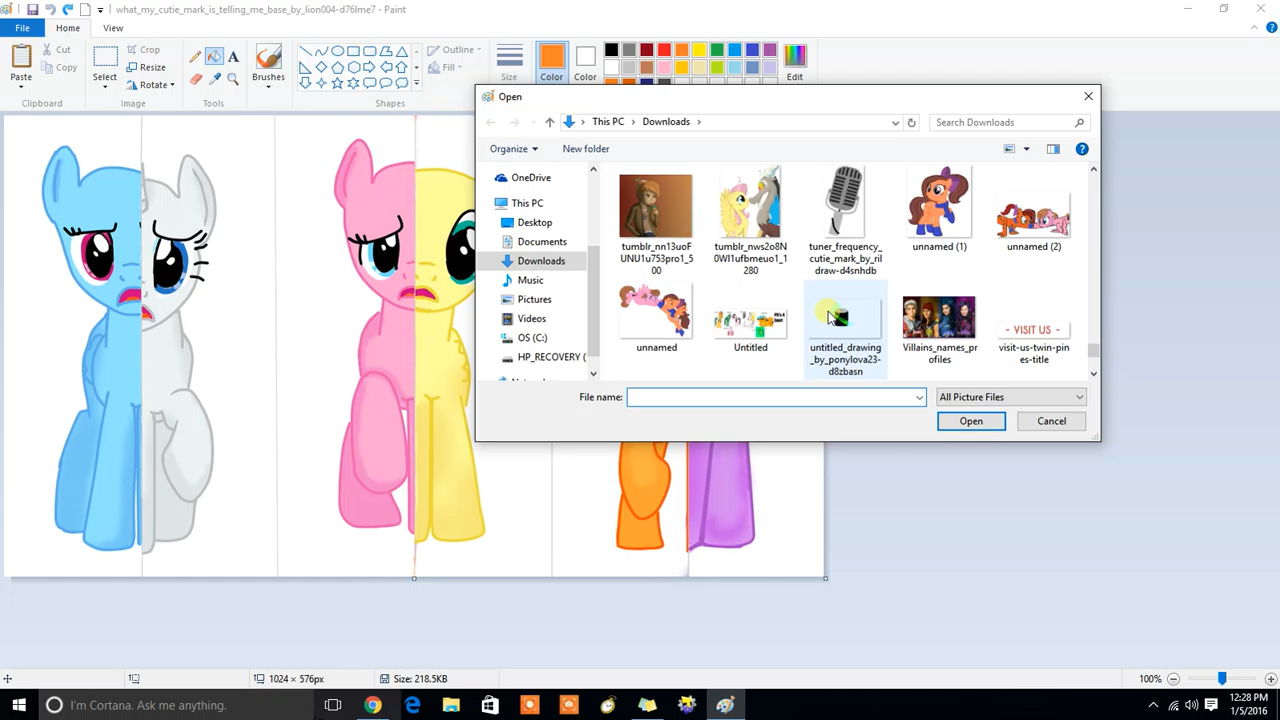 what_my_cutie_mark_is_telling_me_base_by_lion004-d76lme7 - Paint
File
Home
View
Paste
Cut
Copy
Clipboard
Select
Crop
Resize
Rotate
Image
Tools
Brushes
Shapes
Outline
Fill
Size
Color
Color
Edit
Open
This PC
Downloads
Search Downloads
Organize
New folder
OneDrive
This PC
Desktop
Documents
Downloads
Music
Pictures
Videos
OS (C:)
HP_RECOVERY (
tumblr_nn13uoF
UNU1u753pro1_5
00
tumblr_nws2o8N
0WI1ufbmeuo1_1
280
tuner_frequency_
cutie_mark_by_ril
draw-d4snhdb
unnamed (1)
unnamed (2)
unnamed
Untitled
untitled_drawing
_by_ponylova23-
d8zbasn
Villains_names_pr
ofiles
VISIT US
visit-us-twin-pin
es-title
File name:
All Picture Files
Open
Cancel
1024 × 576px
Size: 218.5KB
100%
I'm Cortana. Ask me anything.
12:28 PM
1/5/2016